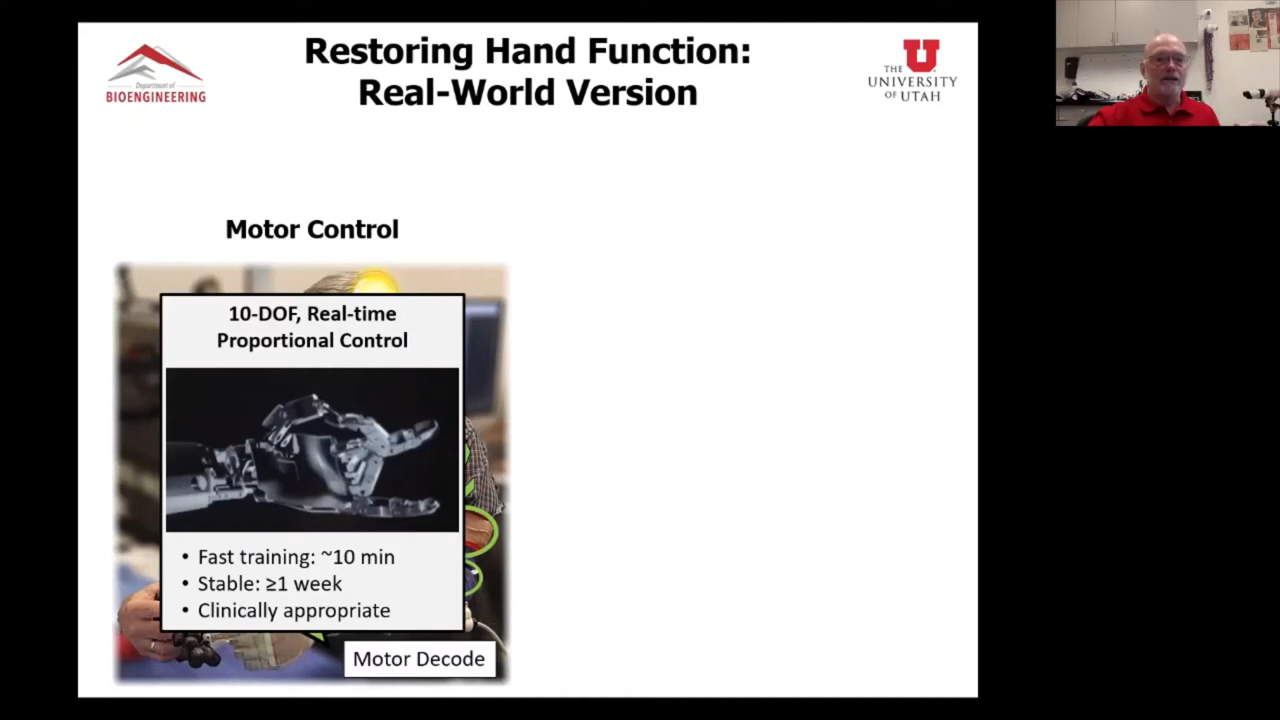 Restoring Hand Function:
Real-World Version
Department of
BIOENGINEERING
THE
UNIVERSITY
OF UTAH
Motor Control
10-DOF, Real-time
Proportional Control
• Fast training: ~10 min
• Stable: ≥1 week
• Clinically appropriate
Motor Decode